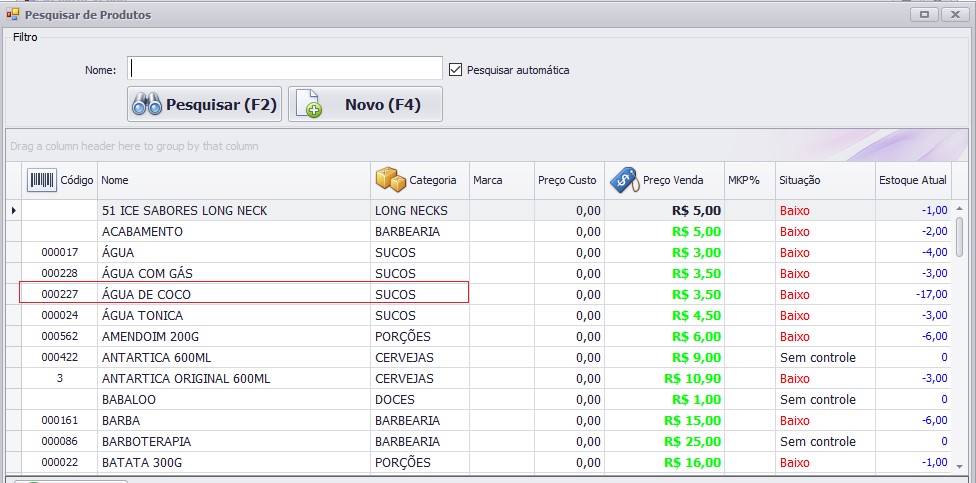 Pesquisar de Produtos
Filtro
Nome:
Pesquisar automática
Pesquisar (F2) Novo (F4)
Drag a column header here to group by that column
Código Nome Categoria Marca Preço Custo Preço Venda MKP% Situação Estoque Atual
51 ICE SABORES LONG NECK LONG NECKS 0,00 R$ 5,00 Baixo -1,00
ACABAMENTO BARBEARIA 0,00 R$ 5,00 Baixo -2,00
000017 ÁGUA SUCOS 0,00 R$ 3,00 Baixo -4,00
000228 ÁGUA COM GÁS SUCOS 0,00 R$ 3,50 Baixo -3,00
000227 ÁGUA DE COCO SUCOS 0,00 R$ 3,50 Baixo -17,00
000024 ÁGUA TONICA SUCOS 0,00 R$ 4,50 Baixo -3,00
000562 AMENDOIM 200G PORÇÕES 0,00 R$ 6,00 Baixo -6,00
000422 ANTARTICA 600ML CERVEJAS 0,00 R$ 9,00 Sem controle 0
3 ANTARTICA ORIGINAL 600ML CERVEJAS 0,00 R$ 10,90 Baixo -3,00
BABALOO DOCES 0,00 R$ 1,00 Sem controle 0
000161 BARBA BARBEARIA 0,00 R$ 15,00 Baixo -6,00
000086 BARBOTERAPIA BARBEARIA 0,00 R$ 25,00 Sem controle 0
000022 BATATA 300G PORÇÕES 0,00 R$ 16,00 Baixo -1,00